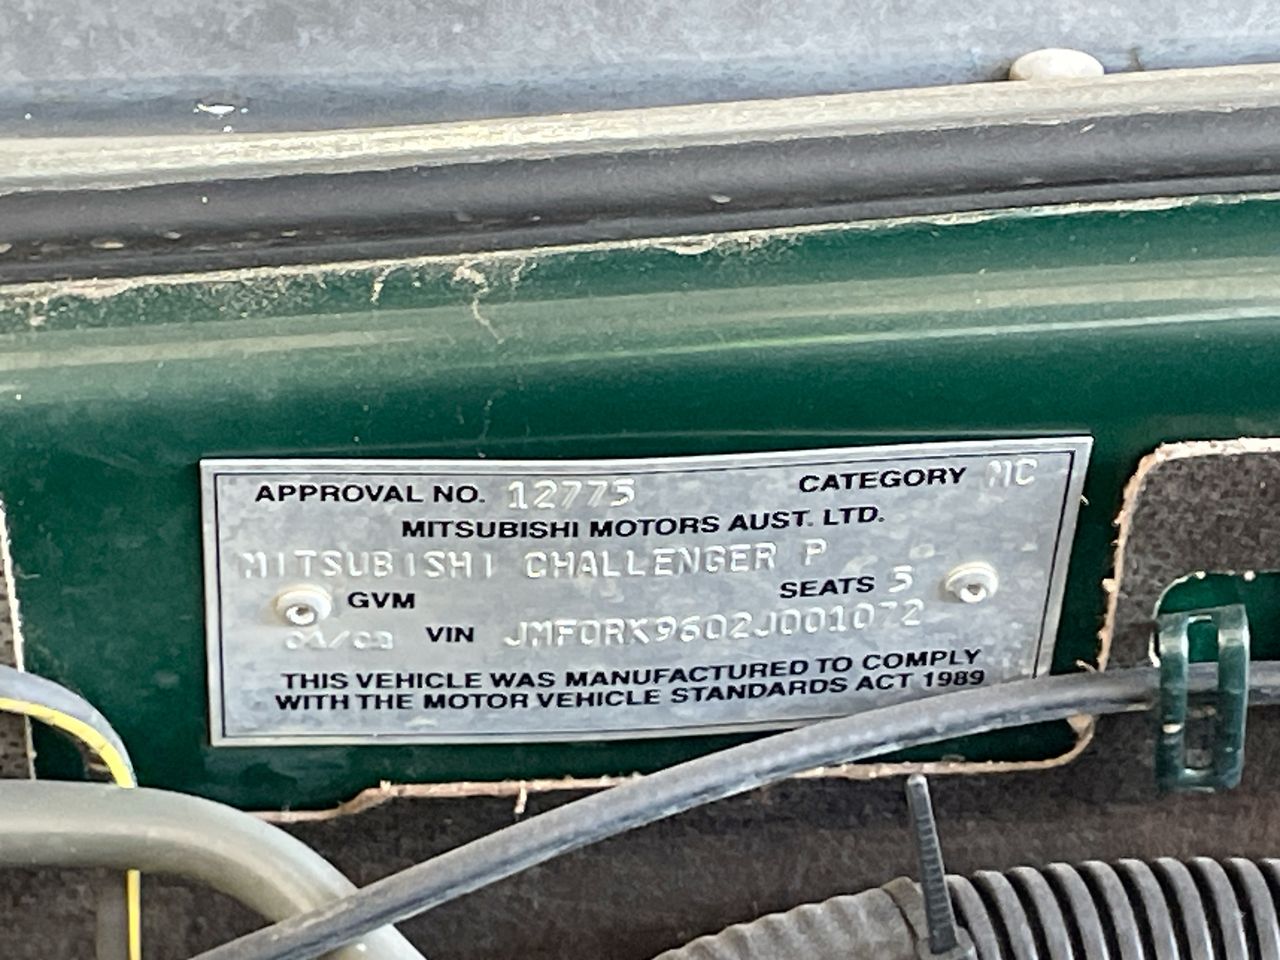 APPROVAL NO. 12775 CATEGORY MC
MITSUBISHI MOTORS AUST. LTD.
MITSUBISHI CHALLENGER P
GVM SEATS 5
VIN JMF0RK9602J001072
THIS VEHICLE WAS MANUFACTURED TO COMPLY
WITH THE MOTOR VEHICLE STANDARDS ACT 1989